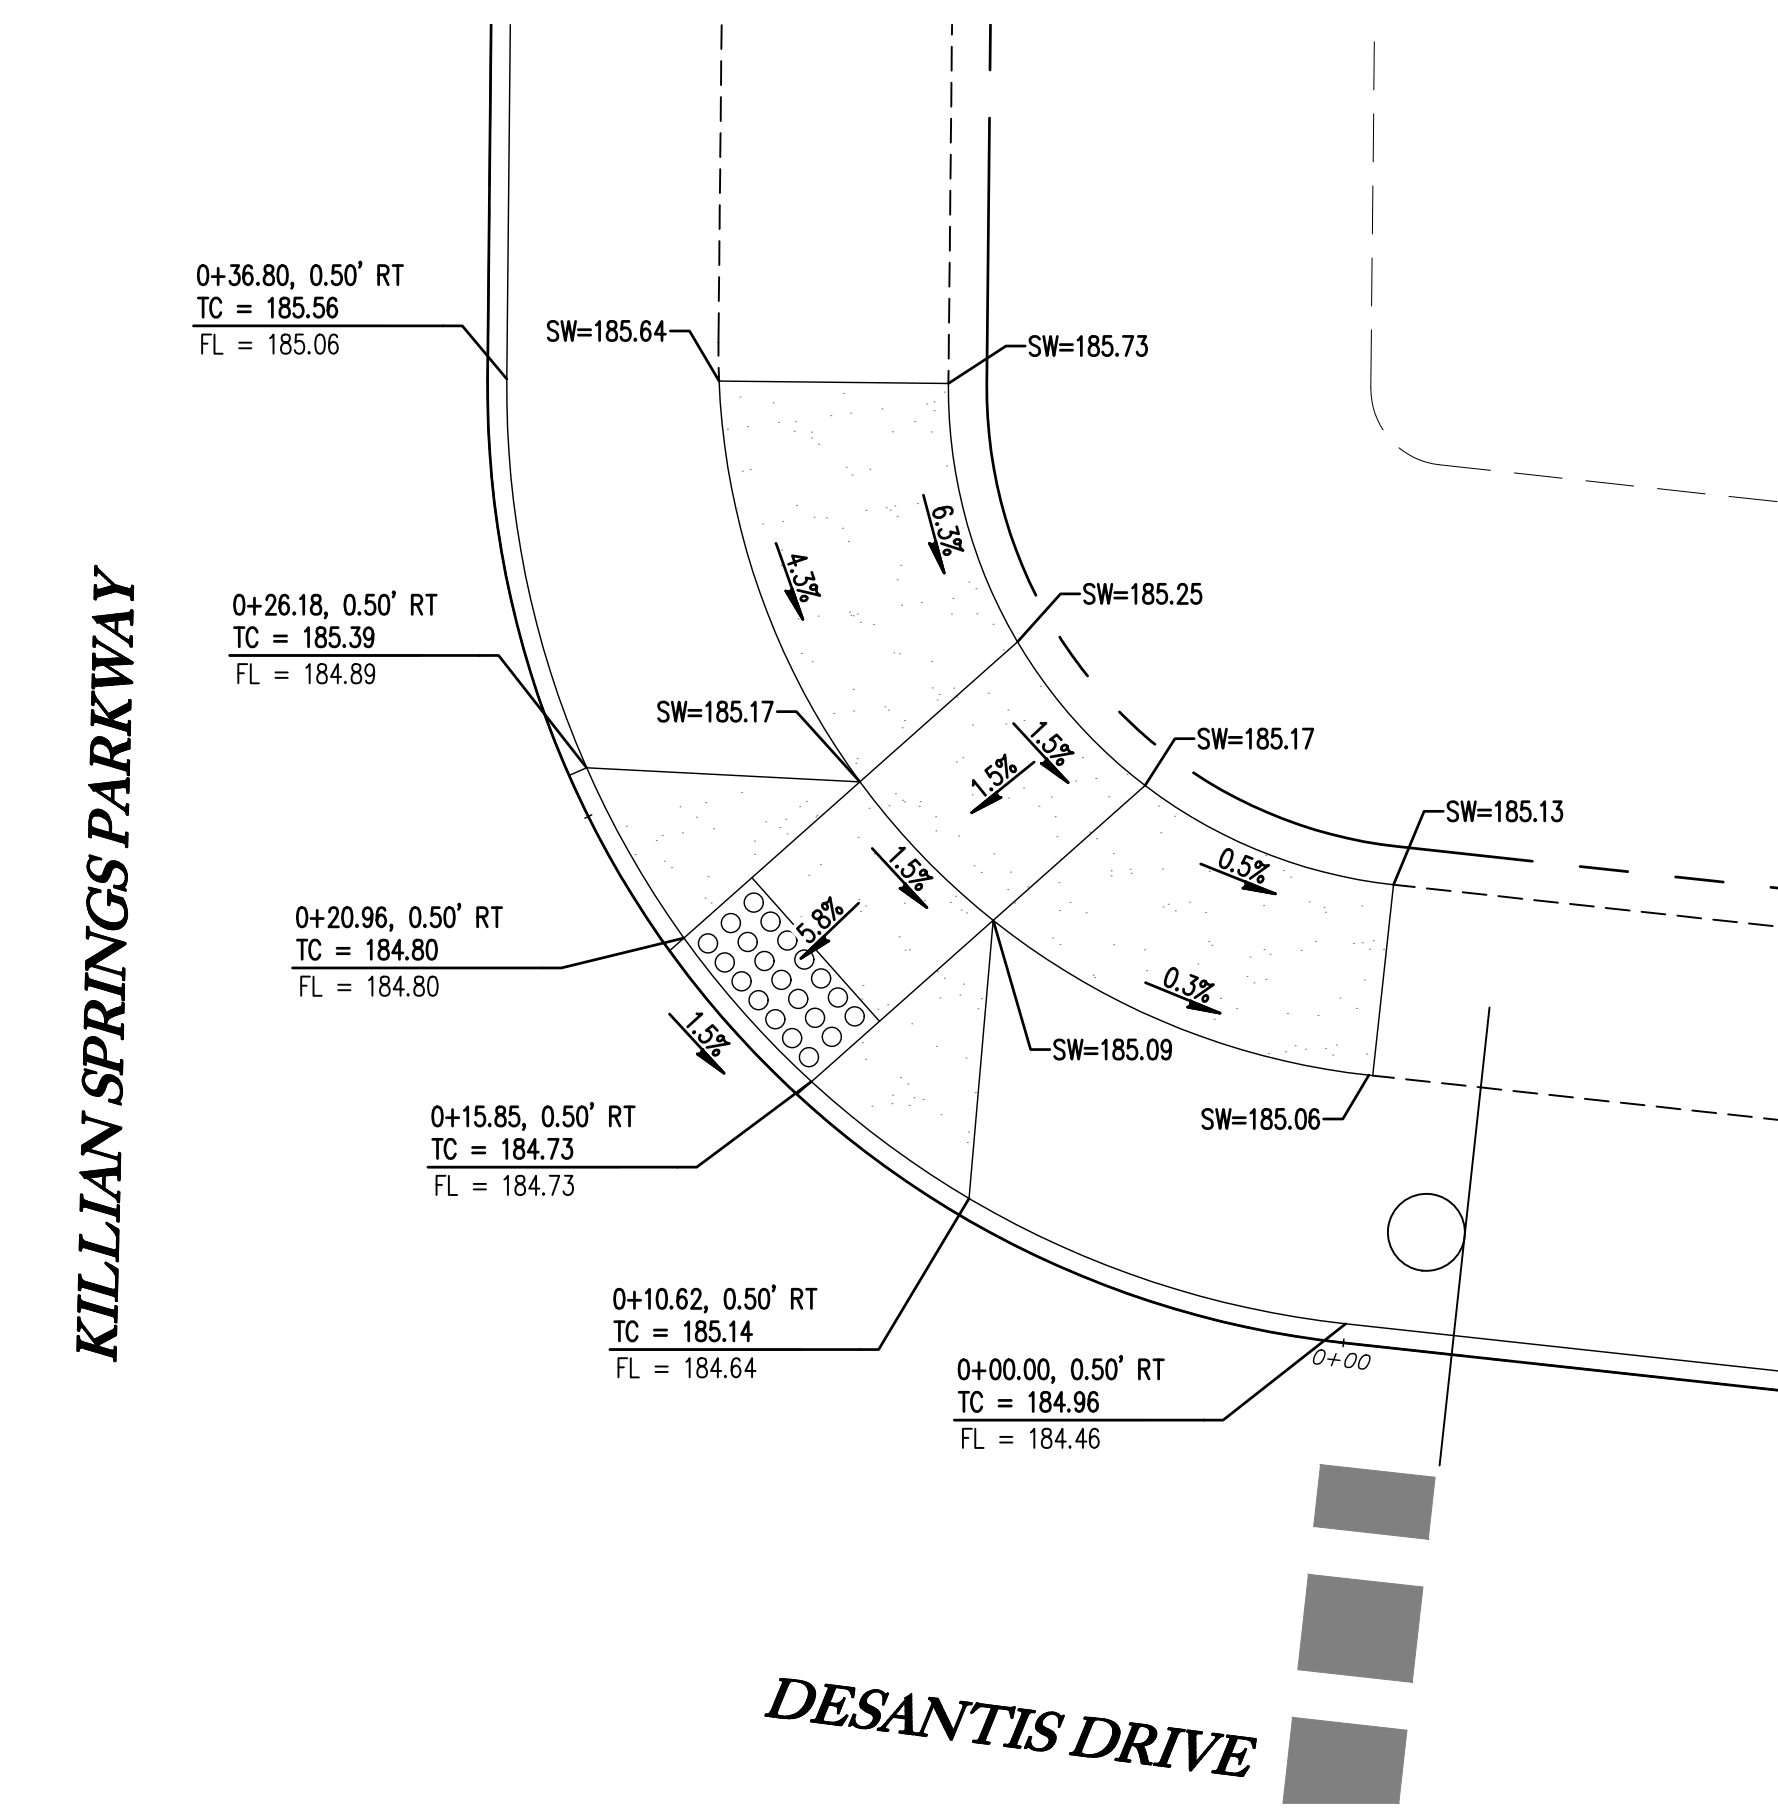 0+36.80, 0.50' RT
TC = 185.56
FL = 185.06
SW=185.64
SW=185.73
6.3%
4.3%
KILLIAN SPRINGS PARKWAY
0+26.18, 0.50' RT
TC = 185.39
FL = 184.89
SW=185.25
SW=185.17
SW=185.17
1.5%
1.5%
SW=185.13
1.5%
0.5%
0+20.96, 0.50' RT
TC = 184.80
FL = 184.80
5.8%
0.3%
1.5%
SW=185.09
0+15.85, 0.50' RT
TC = 184.73
FL = 184.73
SW=185.06
0+10.62, 0.50' RT
TC = 185.14
FL = 184.64
0+00
0+00.00, 0.50' RT
TC = 184.96
FL = 184.46
DESANTIS DRIVE